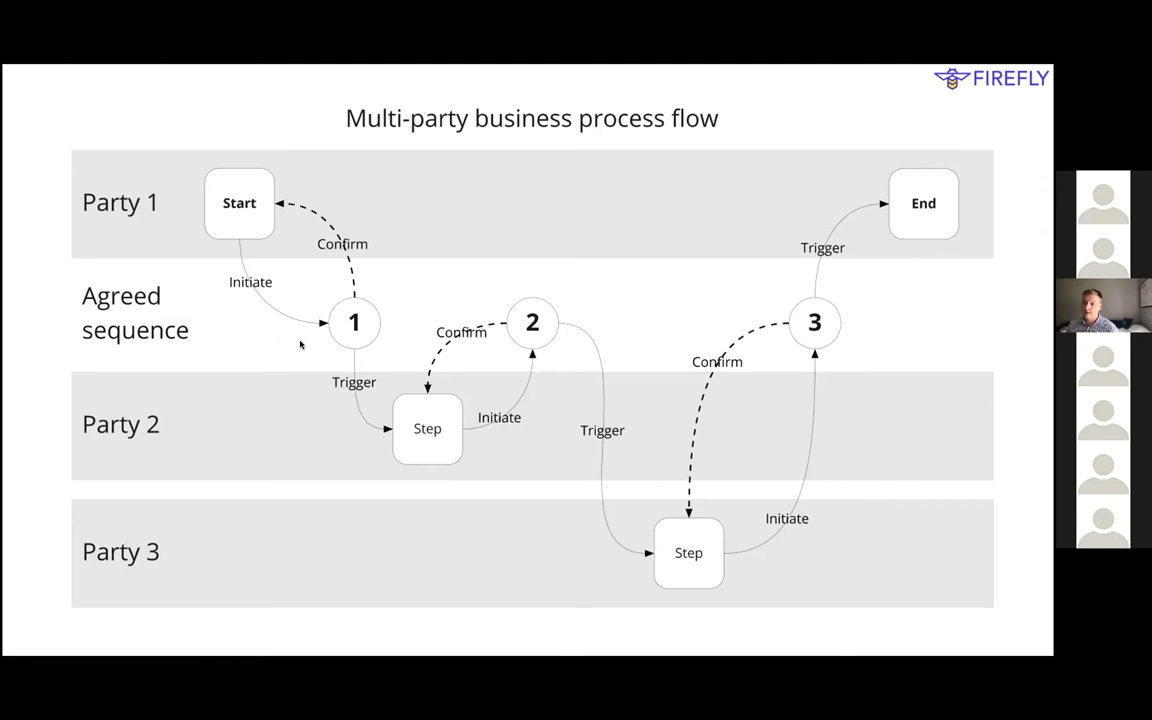 FIREFLY
Multi-party business process flow
Party 1
Start
End
Confirm
Trigger
Initiate
Agreed
sequence
1
2
3
Confirm
Confirm
Trigger
Party 2
Step
Initiate
Trigger
Initiate
Party 3
Step